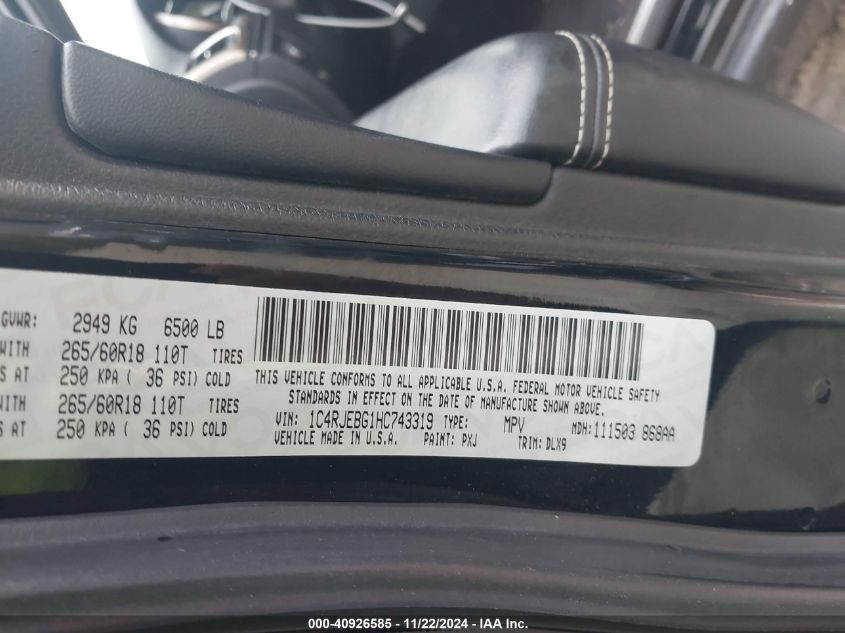 GVWR: 2949 KG 6500 LB
WITH 265/60R18 110T TIRES
S AT 250 KPA ( 36 PSI) COLD
WITH 265/60R18 110T TIRES
S AT 250 KPA ( 36 PSI) COLD
THIS VEHICLE CONFORMS TO ALL APPLICABLE U.S.A. FEDERAL MOTOR VEHICLE SAFETY
STANDARDS IN EFFECT ON THE DATE OF MANUFACTURE SHOWN ABOVE.
VIN: 1C4RJEBG1HC743319 TYPE: MPV MDH: 111503 868AA
VEHICLE MADE IN U.S.A. PAINT: PXJ TRIM: DLX9
000-40926585 - 11/22/2024 - IAA Inc.